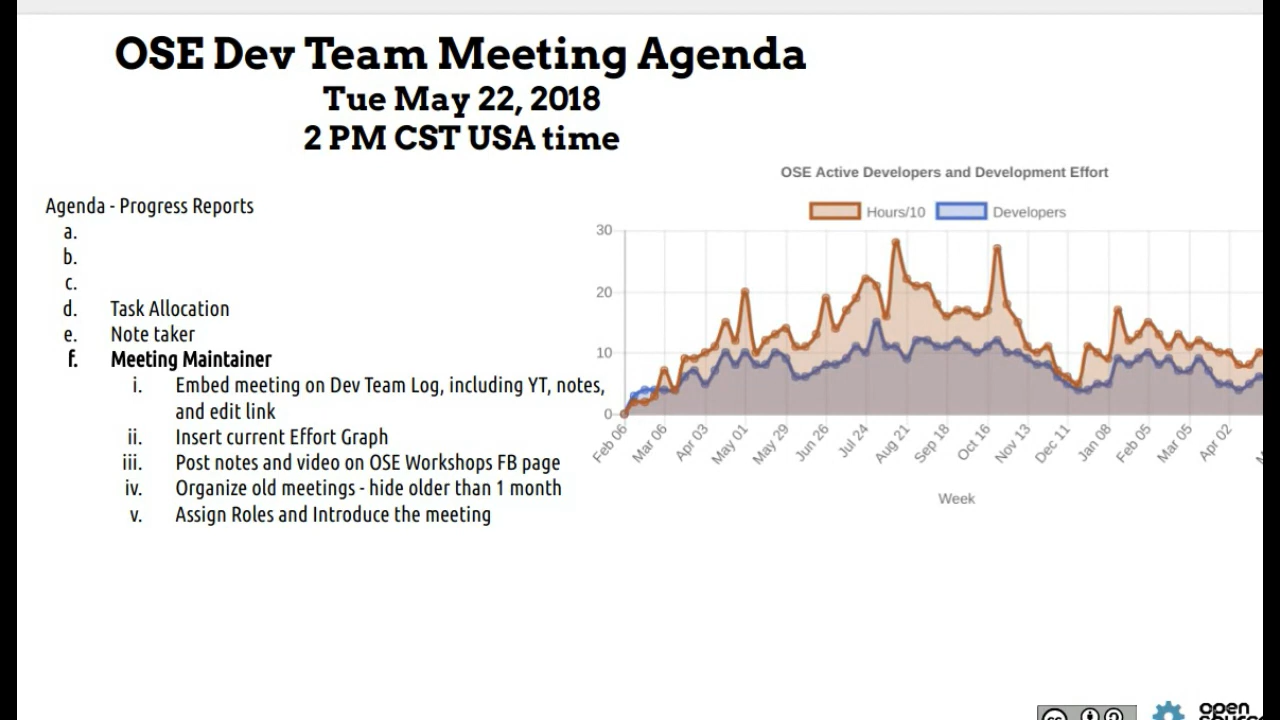 OSE Dev Team Meeting Agenda
Tue May 22, 2018
2 PM CST USA time
Agenda - Progress Reports
a.
b.
c.
d. Task Allocation
e. Note taker
f. Meeting Maintainer
i. Embed meeting on Dev Team Log, including YT, notes,
and edit link
ii. Insert current Effort Graph
iii. Post notes and video on OSE Workshops FB page
iv. Organize old meetings - hide older than 1 month
v. Assign Roles and Introduce the meeting
OSE Active Developers and Development Effort
Hours/10 Developers
30
20
10
0
Feb 06 Mar 06 Apr 03 May 01 May 29 Jun 26 Jul 24 Aug 21 Sep 18 Oct 16 Nov 13 Dec 11 Jan 08 Feb 05 Mar 05 Apr 02
Week
cc
open